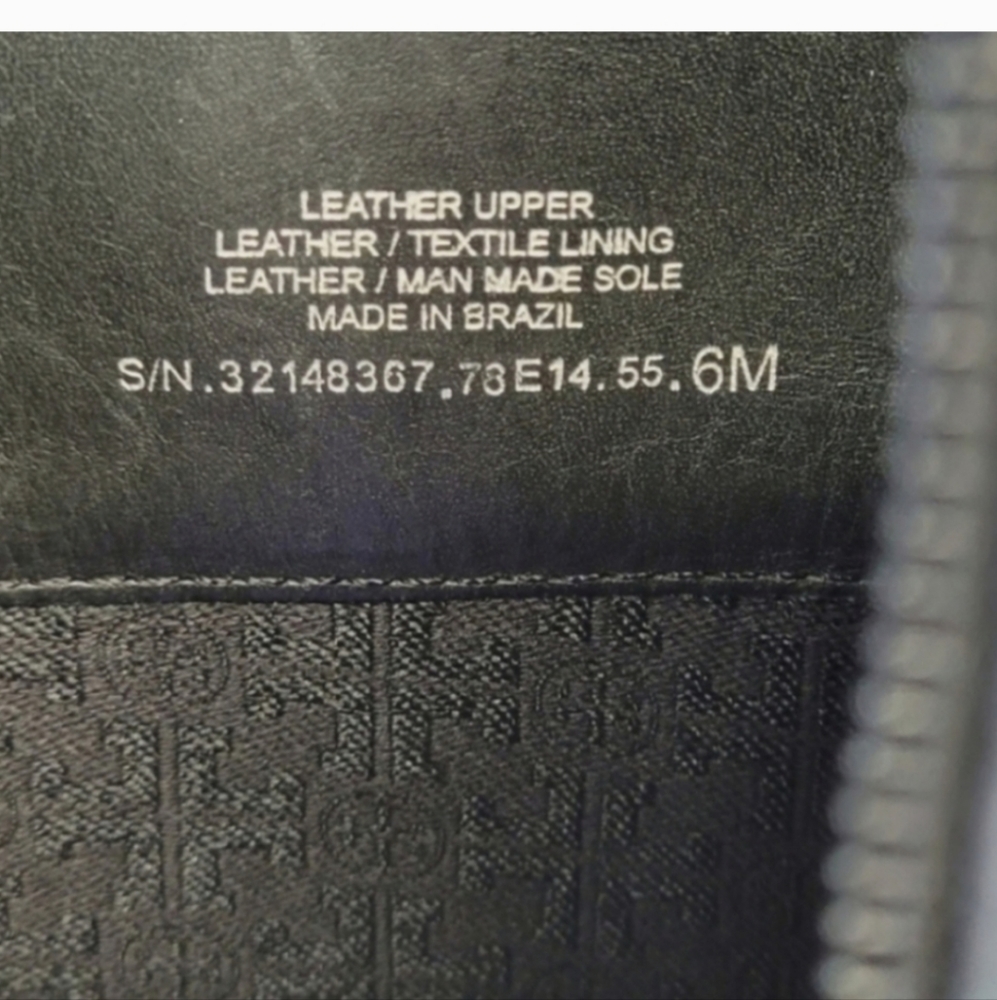 LEATHER UPPER
LEATHER / TEXTILE LINING
LEATHER / MAN MADE SOLE
MADE IN BRAZIL
S/N.32148367.78E14.55.6M